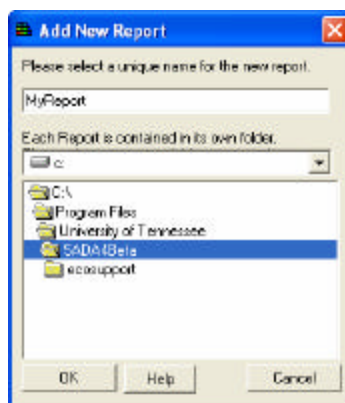 Add New Report
Please select a unique name for the new report.
MyReport
Each Report is contained in its own folder.
c:
C:\
Program Files
University of Tennessee
SADA4Beta
ecosupport
OK Help Cancel